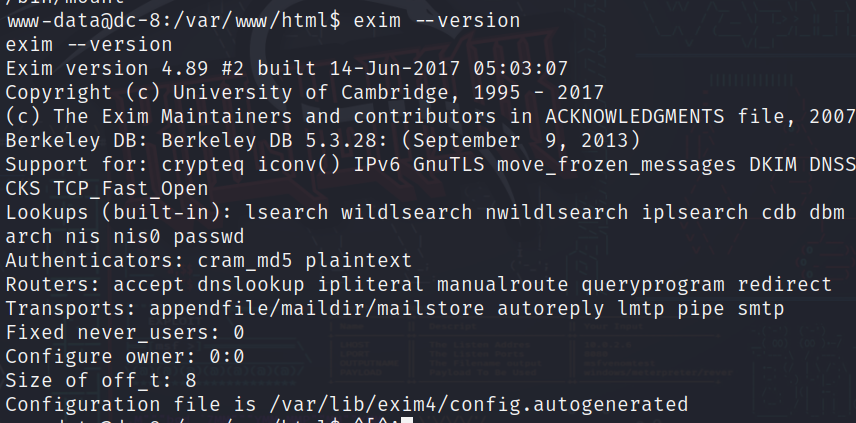 www-data@dc-8:/var/www/html$ exim --version
exim --version
Exim version 4.89 #2 built 14-Jun-2017 05:03:07
Copyright (c) University of Cambridge, 1995 - 2017
(c) The Exim Maintainers and contributors in ACKNOWLEDGMENTS file, 2007
Berkeley DB: Berkeley DB 5.3.28: (September  9, 2013)
Support for: crypteq iconv() IPv6 GnuTLS move_frozen_messages DKIM DNSS
CKS TCP_Fast_Open
Lookups (built-in): lsearch wildlsearch nwildlsearch iplsearch cdb dbm
arch nis nis0 passwd
Authenticators: cram_md5 plaintext
Routers: accept dnslookup ipliteral manualroute queryprogram redirect
Transports: appendfile/maildir/mailstore autoreply lmtp pipe smtp
Fixed never_users: 0
Configure owner: 0:0
Size of off_t: 8
Configuration file is /var/lib/exim4/config.autogenerated